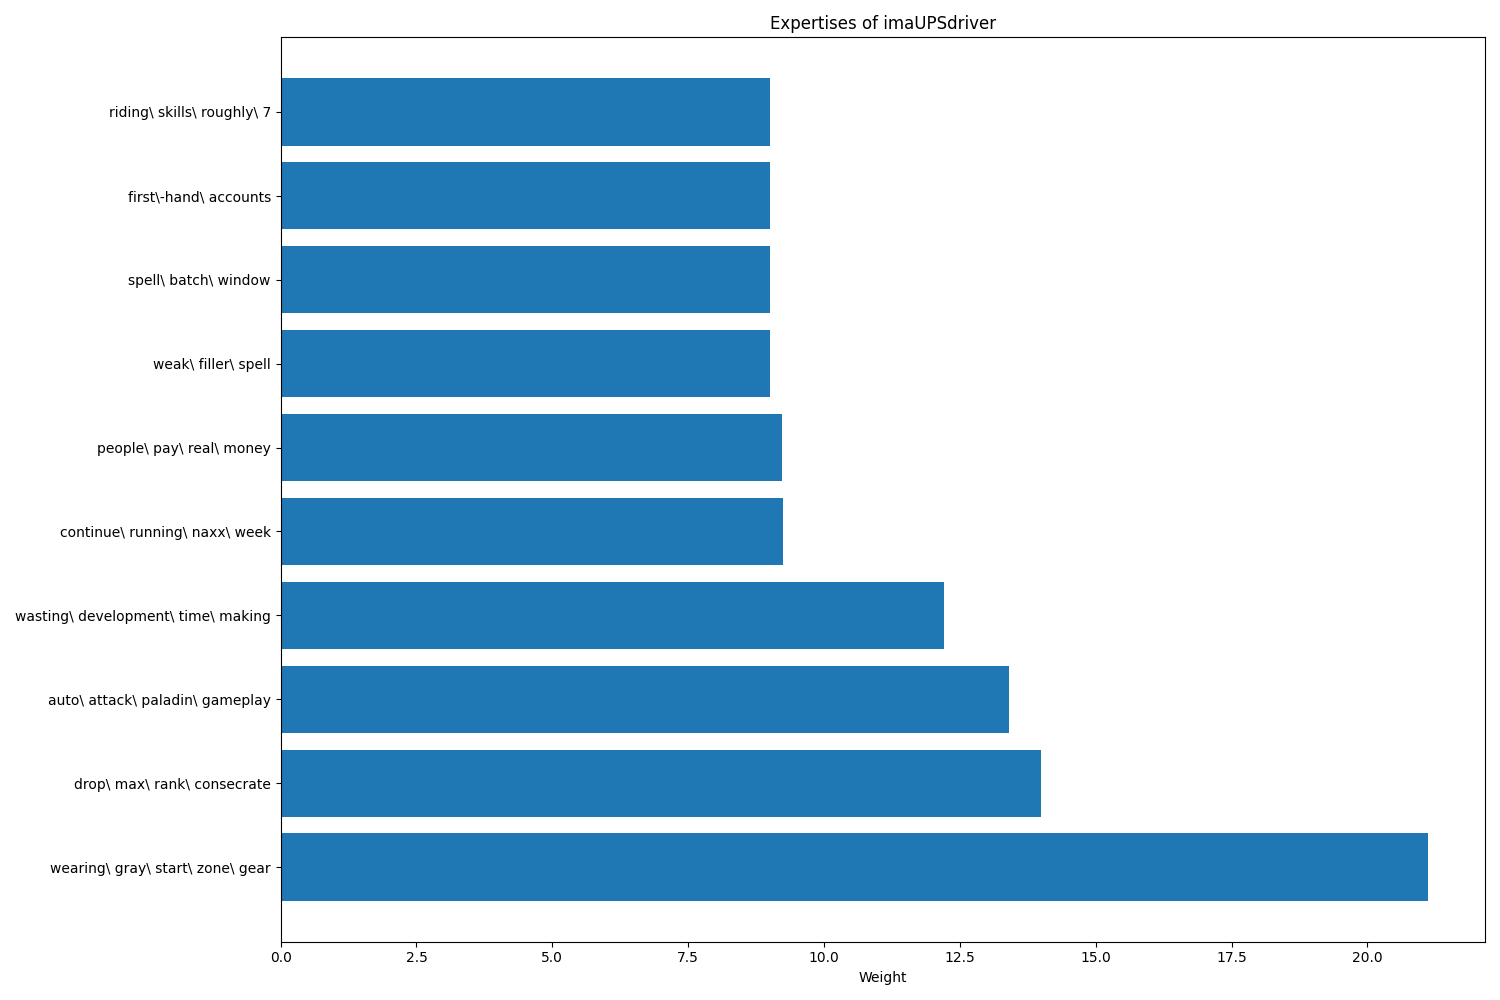 Expertises of imaUPSdriver
riding\ skills\ roughly\ 7
first\-hand\ accounts
spell\ batch\ window
weak\ filler\ spell
people\ pay\ real\ money
continue\ running\ naxx\ week
wasting\ development\ time\ making
auto\ attack\ paladin\ gameplay
drop\ max\ rank\ consecrate
wearing\ gray\ start\ zone\ gear
0.0 2.5 5.0 7.5 10.0 12.5 15.0 17.5 20.0
Weight